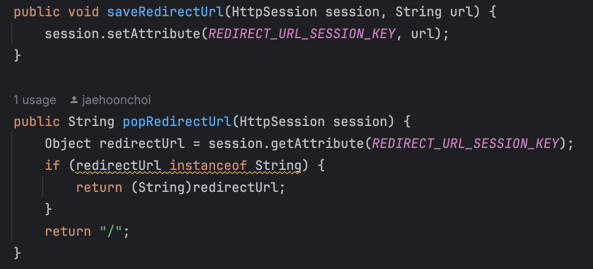 public void saveRedirectUrl(HttpSession session, String url) {
    session.setAttribute(REDIRECT_URL_SESSION_KEY, url);
}
1 usage jaehoonchoi
public String popRedirectUrl(HttpSession session) {
    Object redirectUrl = session.getAttribute(REDIRECT_URL_SESSION_KEY);
    if (redirectUrl instanceof String) {
        return (String)redirectUrl;
    }
    return "/";
}